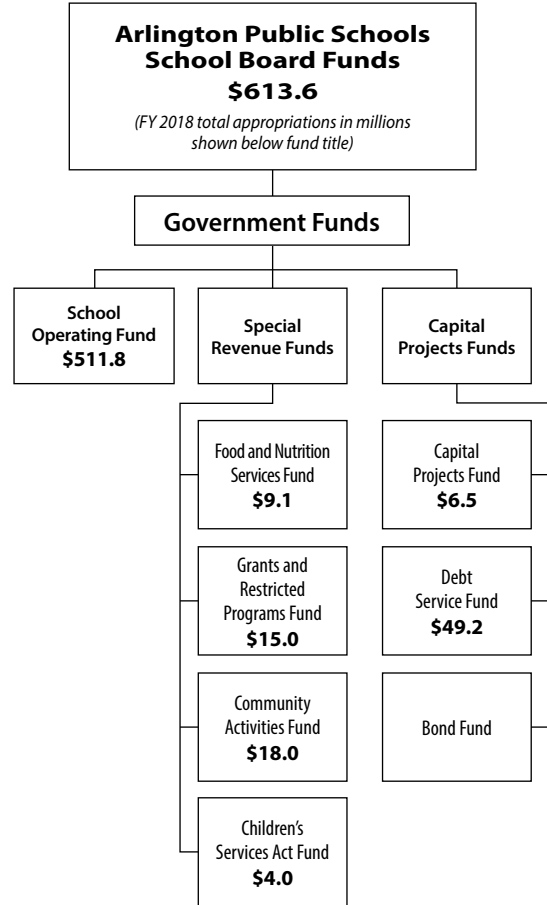 Arlington Public Schools
School Board Funds
$613.6
(FY 2018 total appropriations in millions
shown below fund title)
Government Funds
School
Operating Fund
$511.8
Special
Revenue Funds
Capital
Projects Funds
Food and Nutrition
Services Fund
$9.1
Grants and
Restricted
Programs Fund
$15.0
Community
Activities Fund
$18.0
Children’s
Services Act Fund
$4.0
Capital
Projects Fund
$6.5
Debt
Service Fund
$49.2
Bond Fund